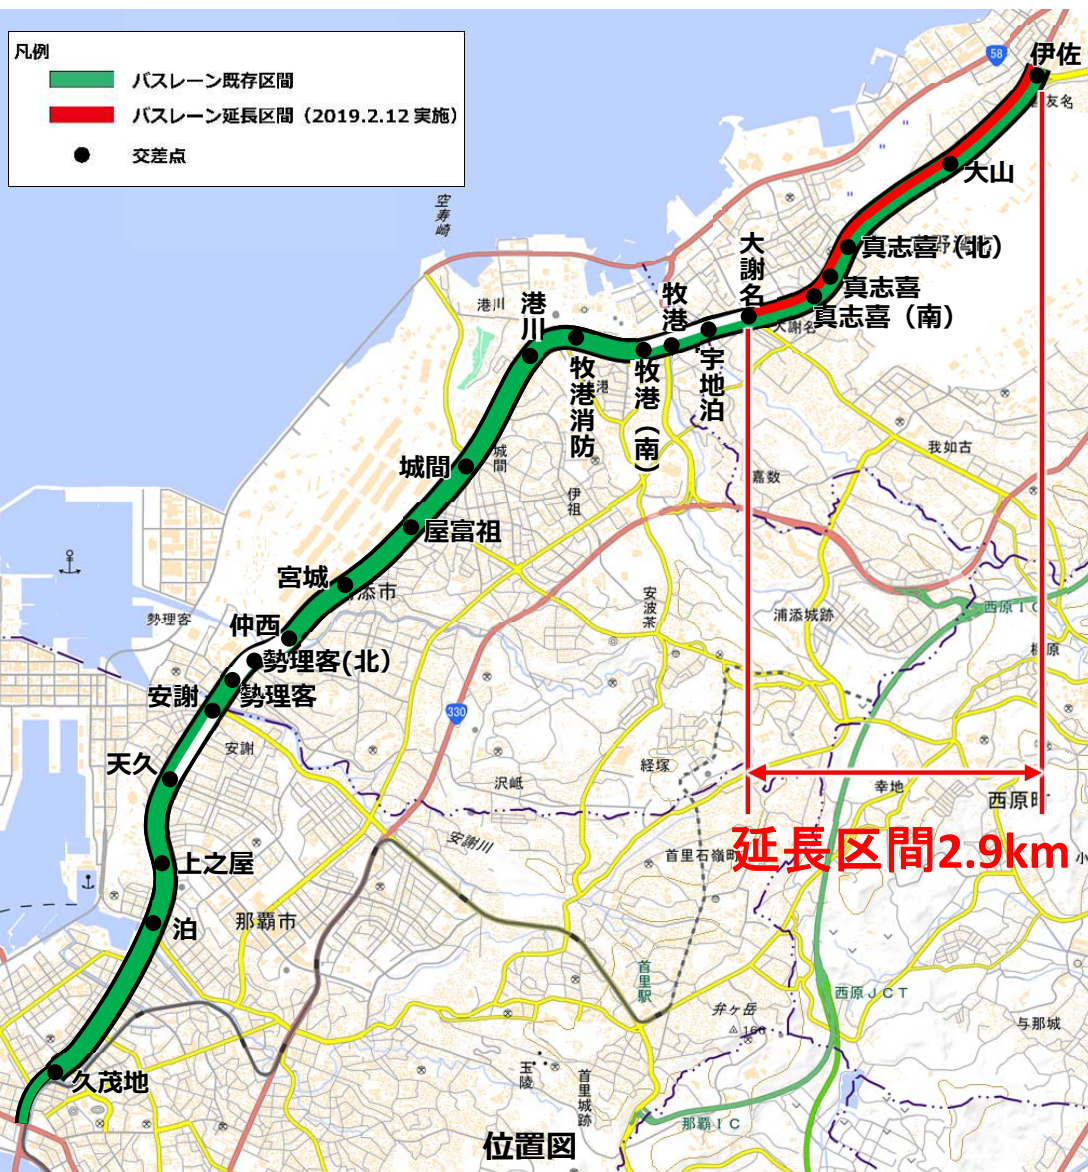 凡例
バスレーン既存区間
バスレーン延長区間（2019.2.12 実施）
交差点
58
伊佐
大山
空寿崎
真志喜（北）
大謝名
真志喜
真志喜（南）
大謝名
港川
港川
牧港
宇地泊
牧港（南）
牧港消防
港
城間
城間
我如古
嘉数
伊祖
屋富祖
宮城
添市
安波茶
浦添城跡
西原ＩＣ
勢理客
仲西
勢理客(北）
勢理客
安謝
330
安謝
天久
経塚
沢岻
幸地
西原町
延長区間2.9km
安謝川
首里石嶺町
上之屋
小
泊
那覇市
首里駅
西原ＪＣＴ
弁ヶ岳
与那城
久茂地
玉陵
首里城跡
那覇ＩＣ
位置図